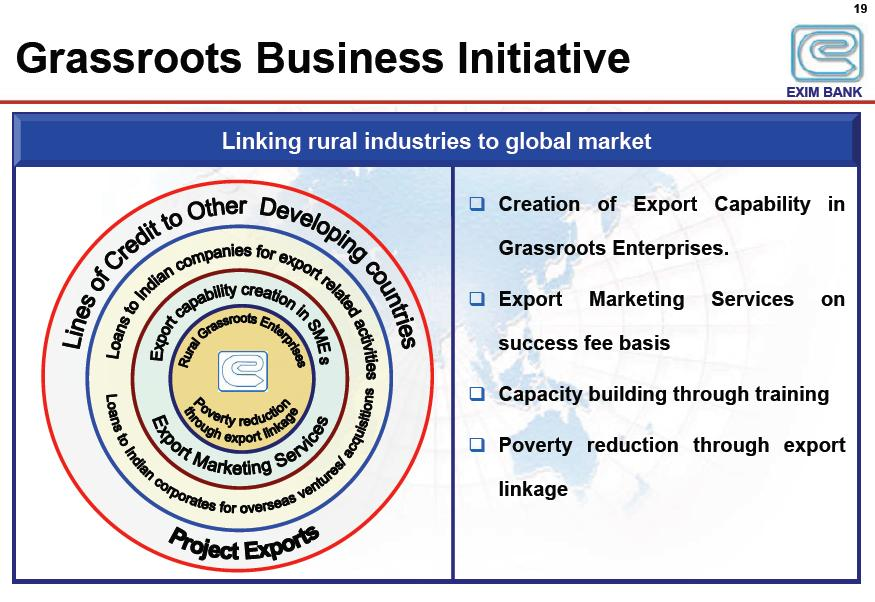 19
Grassroots Business Initiative
EXIM BANK
Linking rural industries to global market
Lines of Credit to Other Developing countries
Loans to Indian companies for export related activities
Export capability creation in SME s
Rural Grassroots Enterprises
Poverty reduction
through export linkage
Export Marketing Services
Loans to Indian corporates for overseas ventures/ acquisitions
Project Exports
❑ Creation of Export Capability in
Grassroots Enterprises.
❑ Export Marketing Services on
success fee basis
❑ Capacity building through training
❑ Poverty reduction through export
linkage